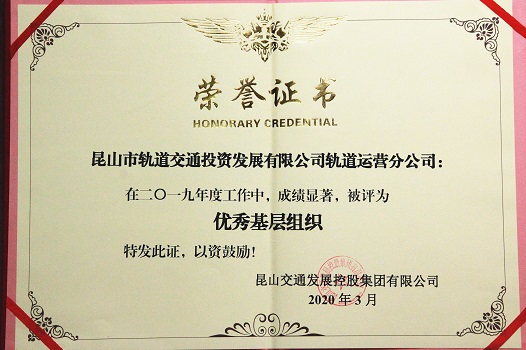 荣誉证书
HONORARY CREDENTIAL
昆山市轨道交通投资发展有限公司轨道运营分公司：
在二〇一九年度工作中，成绩显著，被评为
优秀基层组织
特发此证，以资鼓励！
昆山交通发展控股集团有限公司
2020年3月